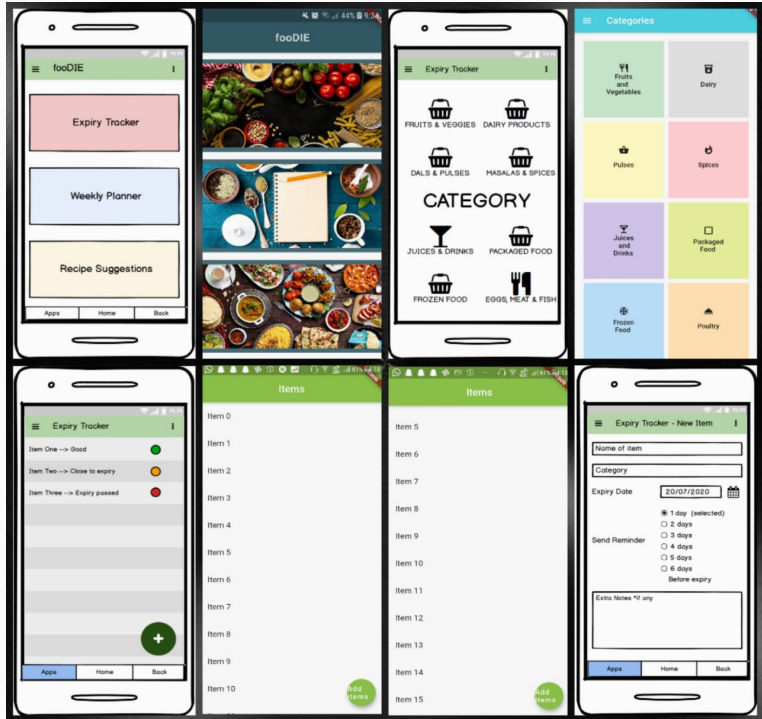 fooDIE
Expiry Tracker
Weekly Planner
Recipe Suggestions
Apps Home Back
44% 9:34
fooDIE
Expiry Tracker
FRUITS & VEGGIES DAIRY PRODUCTS
DALS & PULSES MASALAS & SPICES
CATEGORY
JUICES & DRINKS PACKAGED FOOD
FROZEN FOOD EGGS, MEAT & FISH
Categories
Fruits
and
Vegetables
Dairy
Pulses
Spices
Juices
and
Drinks
Packaged
Food
Frozen
Food
Poultry
Expiry Tracker
Item One --> Good
Item Two --> Close to expiry
Item Three --> Expiry passed
+
Apps Home Back
61%
Items
Item 0
Item 1
Item 2
Item 3
Item 4
Item 5
Item 6
Item 7
Item 8
Item 9
Item 10
Add
Items
61%
Items
Item 5
Item 6
Item 7
Item 8
Item 9
Item 10
Item 11
Item 12
Item 13
Item 14
Item 15
Add
Items
Expiry Tracker - New Item
Name of item
Category
Expiry Date 20/07/2020
Send Reminder
1 day (selected)
2 days
3 days
4 days
5 days
6 days
Before expiry
Extra Notes *if any
Apps Home Back